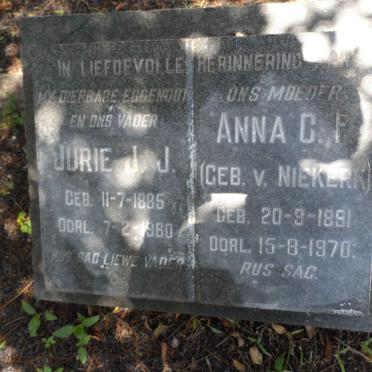 IN LIEFDEVOLLE HERINNERING
MY DIERBARE EGGENOOT
EN ONS VADER
JURIE J. J.
GEB. 11-7-1885
OORL. 7-2-1960
RUS SAG LIEWE VADER
ONS MOEDER
ANNA C. F.
(GEB. V. NIEKERK)
GEB. 20-9-1891
OORL. 15-8-1970.
RUS SAG.